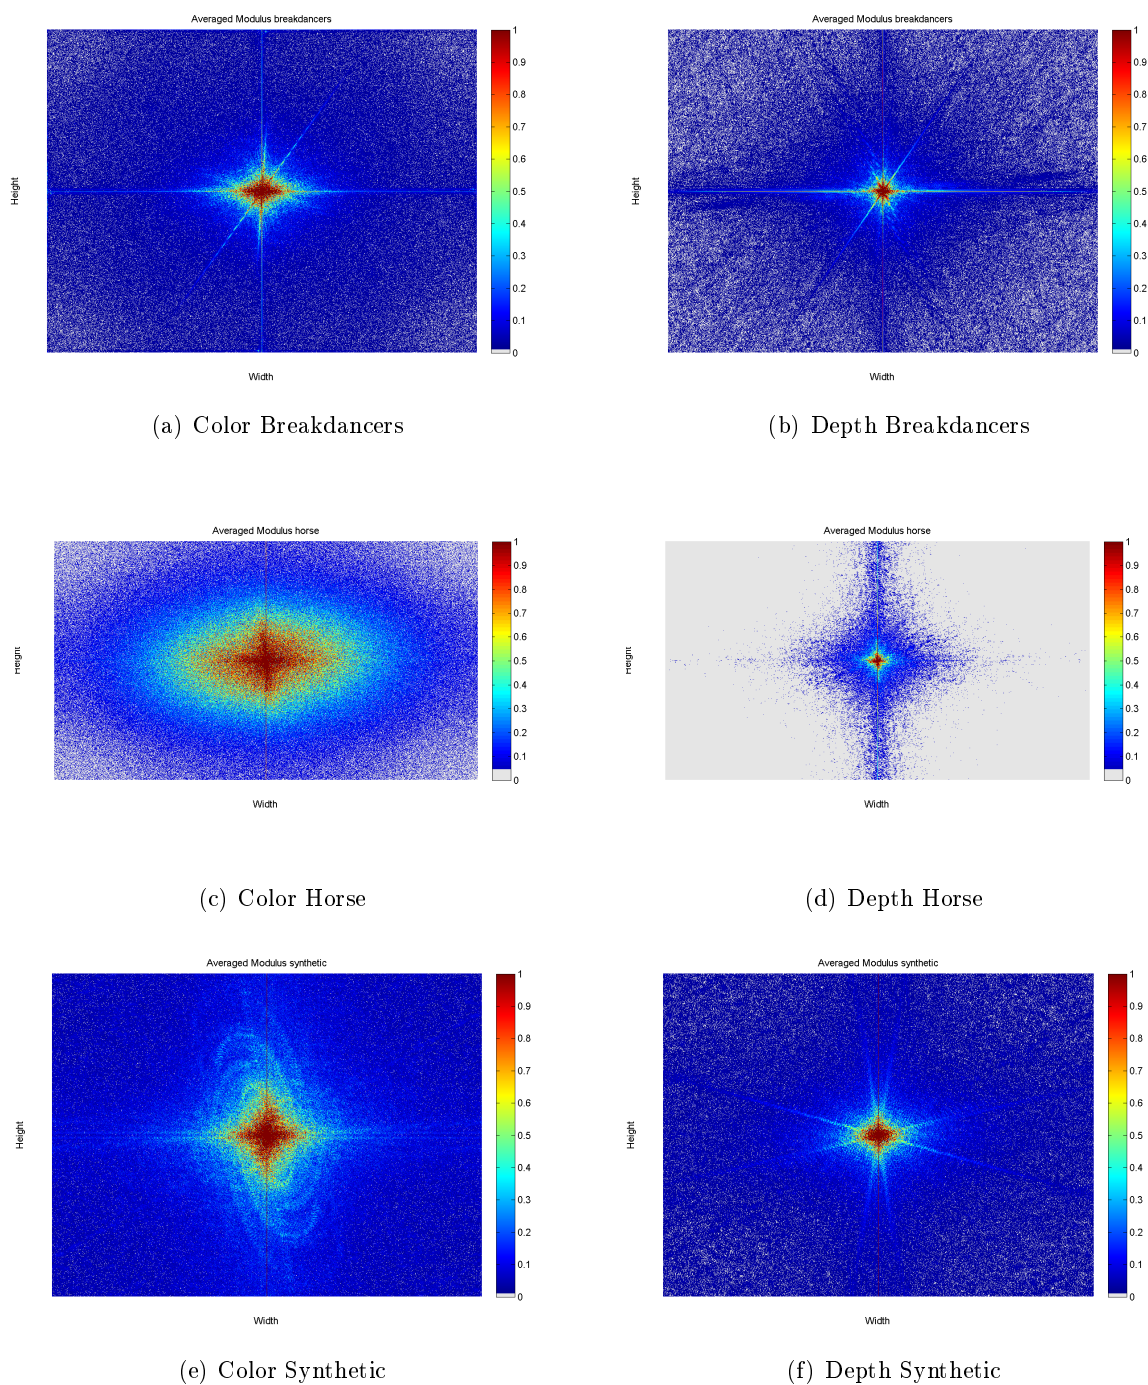 Averaged Modulus breakdancers
Height
1
0.9
0.8
0.7
0.6
0.5
0.4
0.3
0.2
0.1
0
Width
(a) Color Breakdancers
Averaged Modulus breakdancers
Height
1
0.9
0.8
0.7
0.6
0.5
0.4
0.3
0.2
0.1
0
Width
(b) Depth Breakdancers
Averaged Modulus horse
Height
1
0.9
0.8
0.7
0.6
0.5
0.4
0.3
0.2
0.1
0
Width
(c) Color Horse
Averaged Modulus horse
Height
1
0.9
0.8
0.7
0.6
0.5
0.4
0.3
0.2
0.1
0
Width
(d) Depth Horse
Averaged Modulus synthetic
Height
1
0.9
0.8
0.7
0.6
0.5
0.4
0.3
0.2
0.1
0
Width
(e) Color Synthetic
Averaged Modulus synthetic
Height
1
0.9
0.8
0.7
0.6
0.5
0.4
0.3
0.2
0.1
0
Width
(f) Depth Synthetic